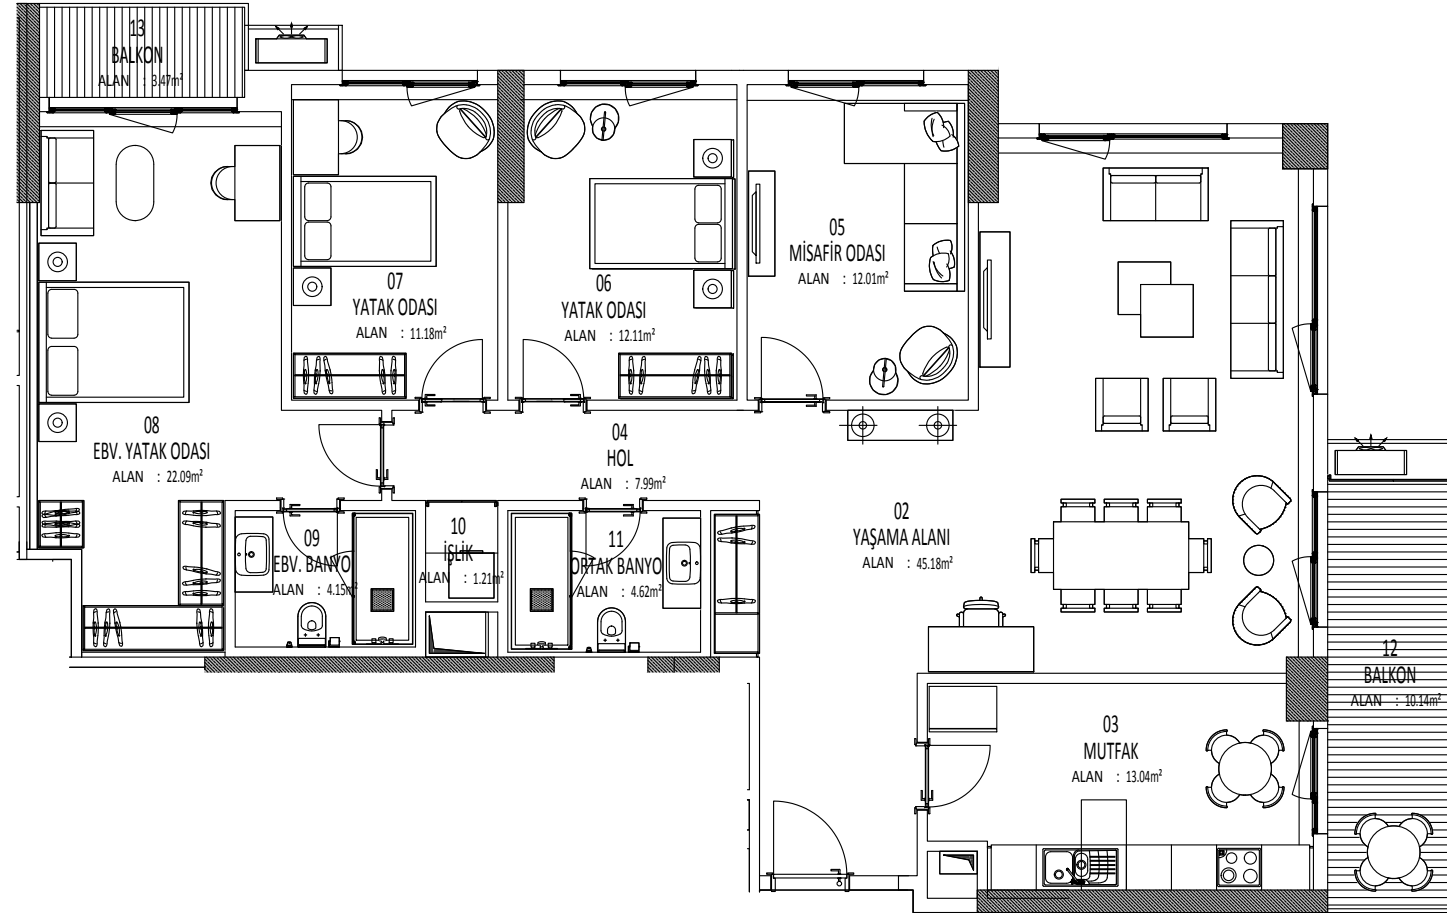 13
BALKON
ALAN : 3.47m²
05
MİSAFİR ODASI
ALAN : 12.01m²
07
YATAK ODASI
ALAN : 11.18m²
06
YATAK ODASI
ALAN : 12.11m²
08
EBV. YATAK ODASI
ALAN : 22.09m²
04
HOL
ALAN : 7.99m²
02
YAŞAMA ALANI
ALAN : 45.18m²
09
EBV. BANYO
ALAN : 4.15m²
10
İŞLİK
ALAN : 1.21m²
11
ORTAK BANYO
ALAN : 4.62m²
12
BALKON
ALAN : 10.14m²
03
MUTFAK
ALAN : 13.04m²